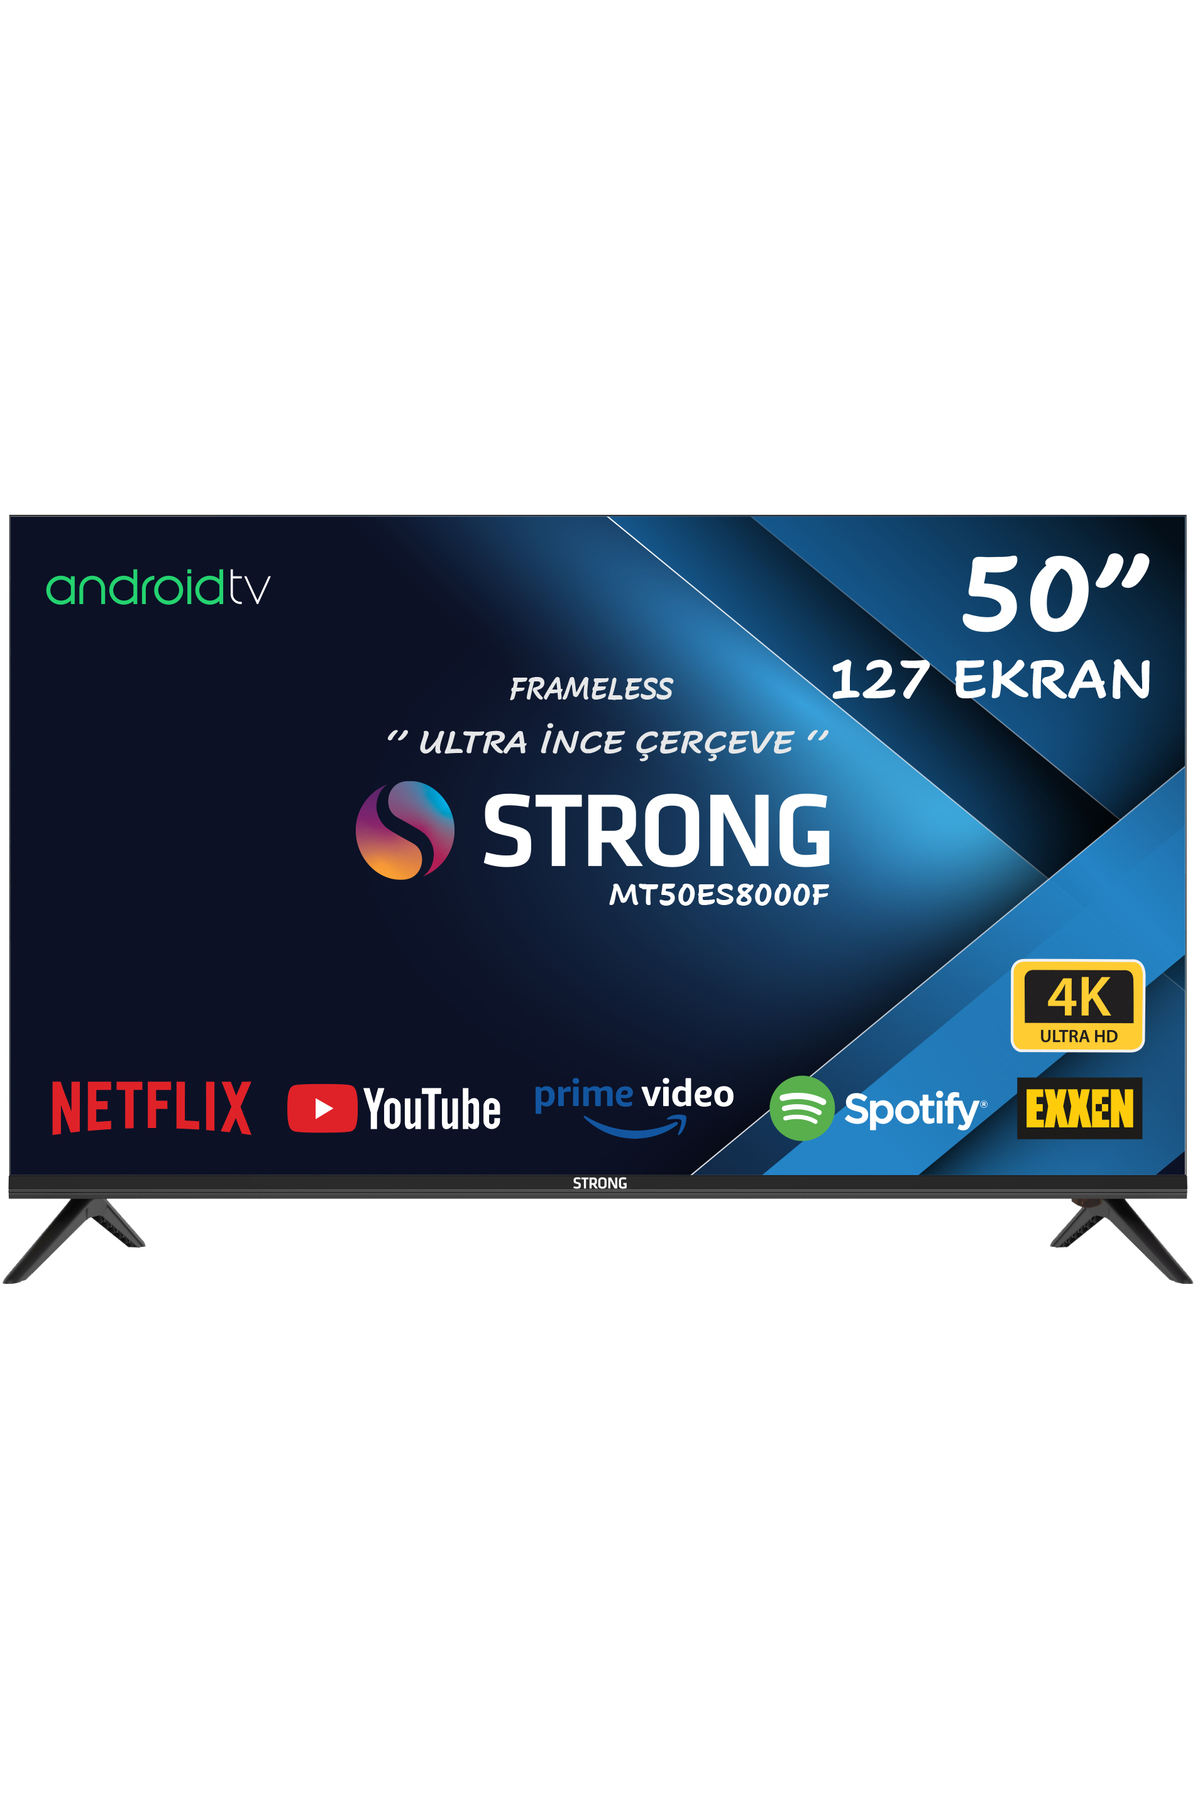 androidtv
50”
127 EKRAN
FRAMELESS
‘’ ULTRA İNCE ÇERÇEVE ‘’
STRONG
MT50ES8000F
4K
ULTRA HD
NETFLIX
YouTube
prime video
Spotify®
EXXEN
STRONG